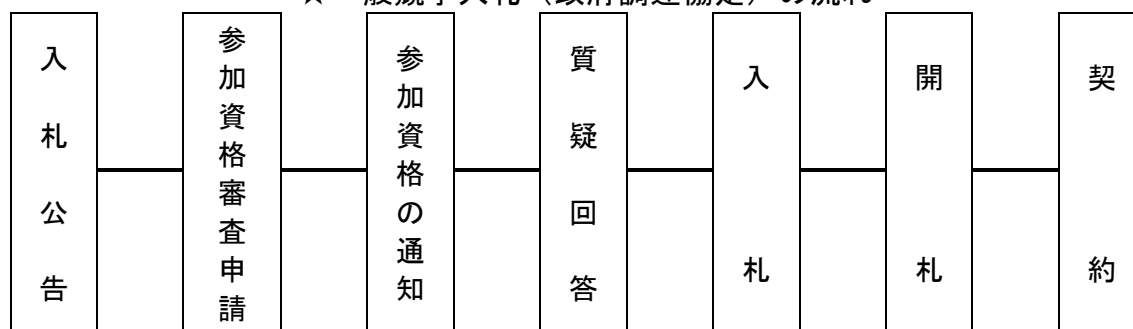 入札公告
参加資格審査申請
参加資格の通知
質疑回答
入札
開札
契約